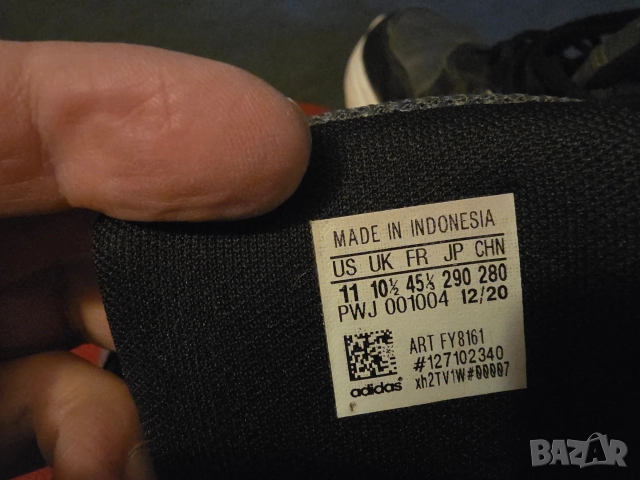 MADE IN INDONESIA
US UK FR JP CHN
11 10½ 45⅓ 290 280
PWJ 001004 12/20
ART FY8161
#127102340
xh2TV1W#00007
adidas
BAZAR.bg